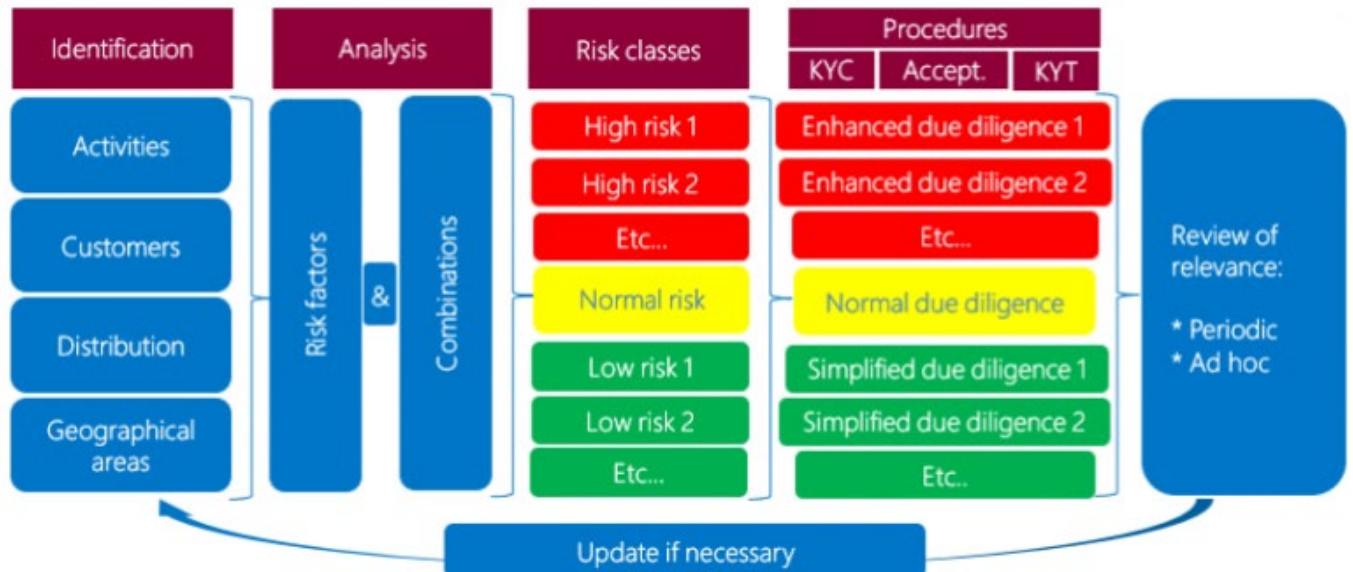 Identification
Analysis
Risk classes
Procedures
KYC
Accept.
KYT
Activities
Customers
Distribution
Geographical
areas
Risk factors
&
Combinations
High risk 1
High risk 2
Etc...
Normal risk
Low risk 1
Low risk 2
Etc...
Enhanced due diligence 1
Enhanced due diligence 2
Etc...
Normal due diligence
Simplified due diligence 1
Simplified due diligence 2
Etc..
Review of
relevance:
* Periodic
* Ad hoc
Update if necessary